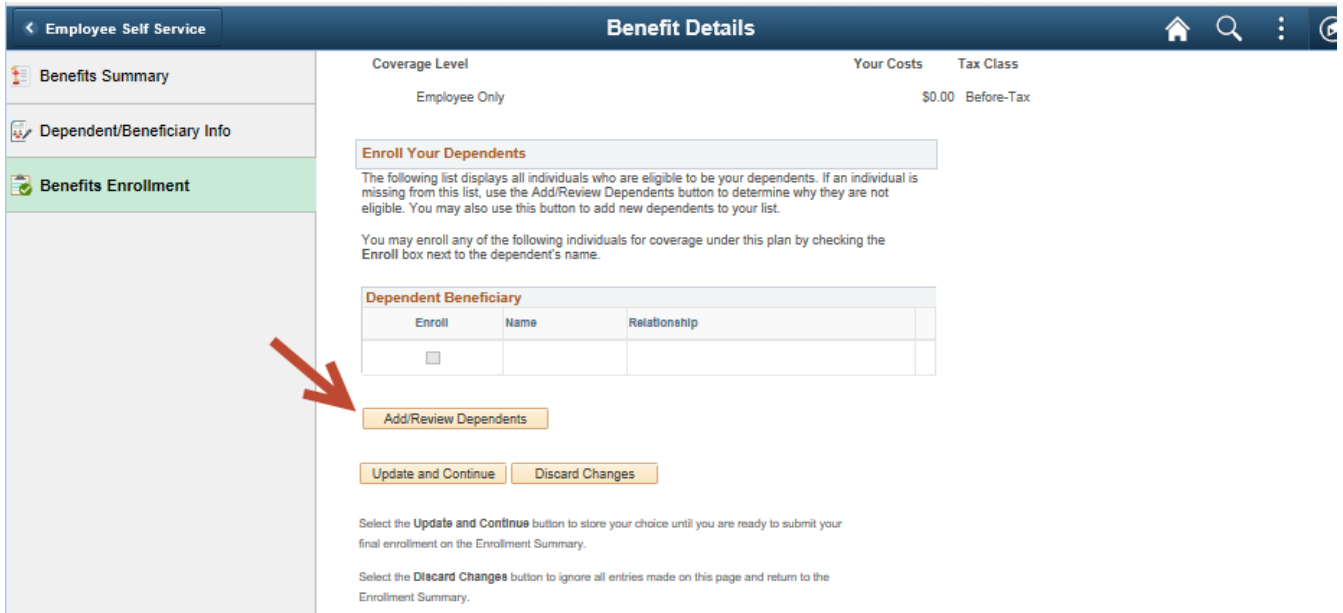 Employee Self Service
Benefit Details
Benefits Summary
Dependent/Beneficiary Info
Benefits Enrollment
Coverage Level Your Costs Tax Class
Employee Only $0.00 Before-Tax
Enroll Your Dependents
The following list displays all individuals who are eligible to be your dependents. If an individual is
missing from this list, use the Add/Review Dependents button to determine why they are not
eligible. You may also use this button to add new dependents to your list.
You may enroll any of the following individuals for coverage under this plan by checking the
Enroll box next to the dependent's name.
Dependent Beneficiary
Enroll Name Relationship
Add/Review Dependents
Update and Continue Discard Changes
Select the Update and Continue button to store your choice until you are ready to submit your
final enrollment on the Enrollment Summary.
Select the Discard Changes button to ignore all entries made on this page and return to the
Enrollment Summary.